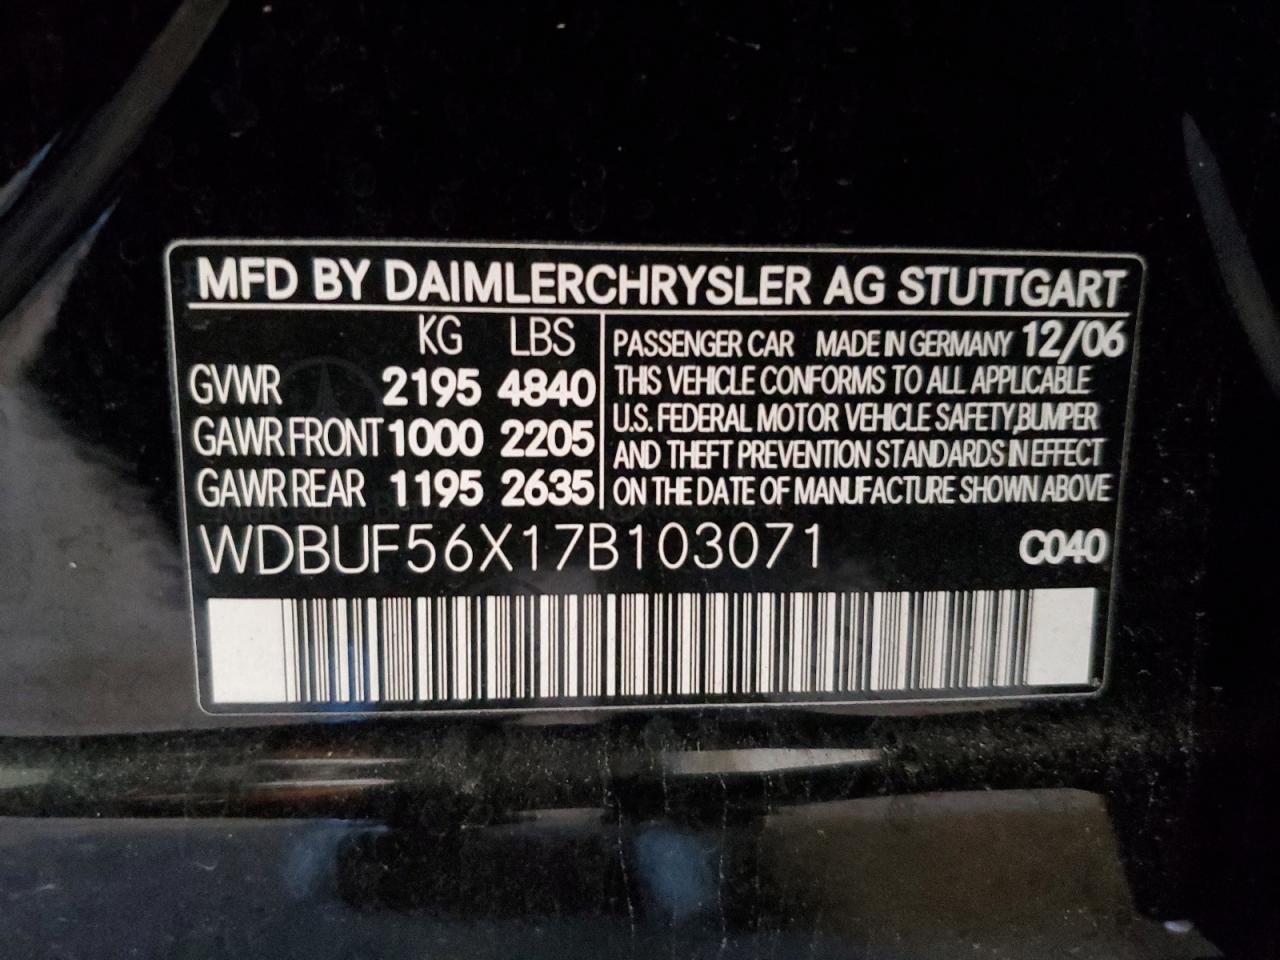 MFD BY DAIMLERCHRYSLER AG STUTTGART
KG LBS
GVWR 2195 4840
GAWR FRONT 1000 2205
GAWR REAR 1195 2635
PASSENGER CAR MADE IN GERMANY 12/06
THIS VEHICLE CONFORMS TO ALL APPLICABLE
U.S. FEDERAL MOTOR VEHICLE SAFETY, BUMPER
AND THEFT PREVENTION STANDARDS IN EFFECT
ON THE DATE OF MANUFACTURE SHOWN ABOVE
WDBUF56X17B103071 C040